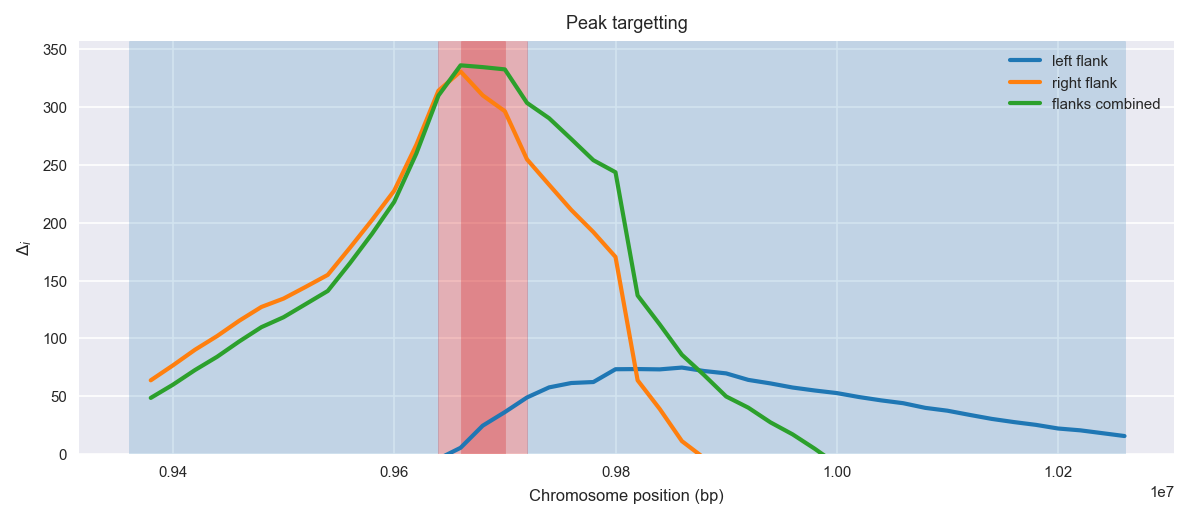 Peak targetting
350
300
250
200
150
100
50
0
Δi
left flank
right flank
flanks combined
0.94 0.96 0.98 1.00 1.02
1e7
Chromosome position (bp)